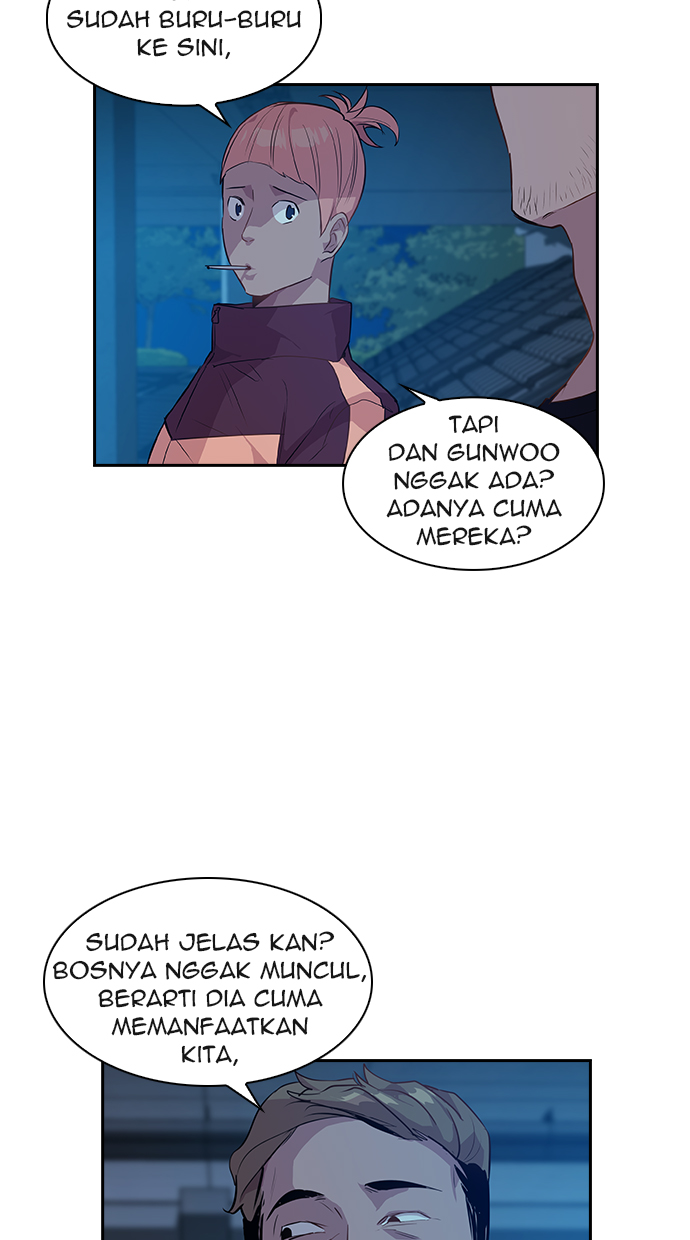 SUDAH BURU-BURU
KE SINI,
TAPI
DAN GUNWOO
NGGAK ADA?
ADANYA CUMA
MEREKA?
SUDAH JELAS KAN?
BOSNYA NGGAK MUNCUL,
BERARTI DIA CUMA
MEMANFAATKAN
KITA,